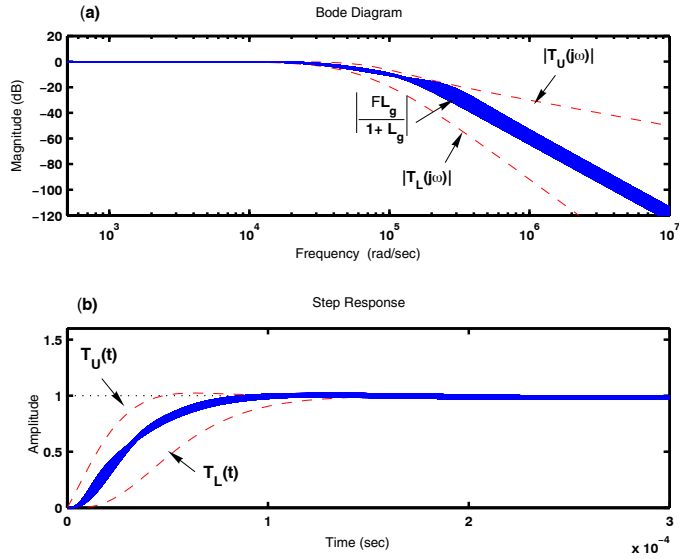 (a) Bode Diagram
20
0
−20
−40
−60
−80
−100
−120
Magnitude (dB)
|T_U(jω)|
|FL_g / 1+ L_g|
|T_L(jω)|
10^3 10^4 10^5 10^6 10^7
Frequency (rad/sec)
(b) Step Response
1.5
1
0.5
0
Amplitude
T_U(t)
T_L(t)
0 1 2 3
Time (sec)
x 10^-4